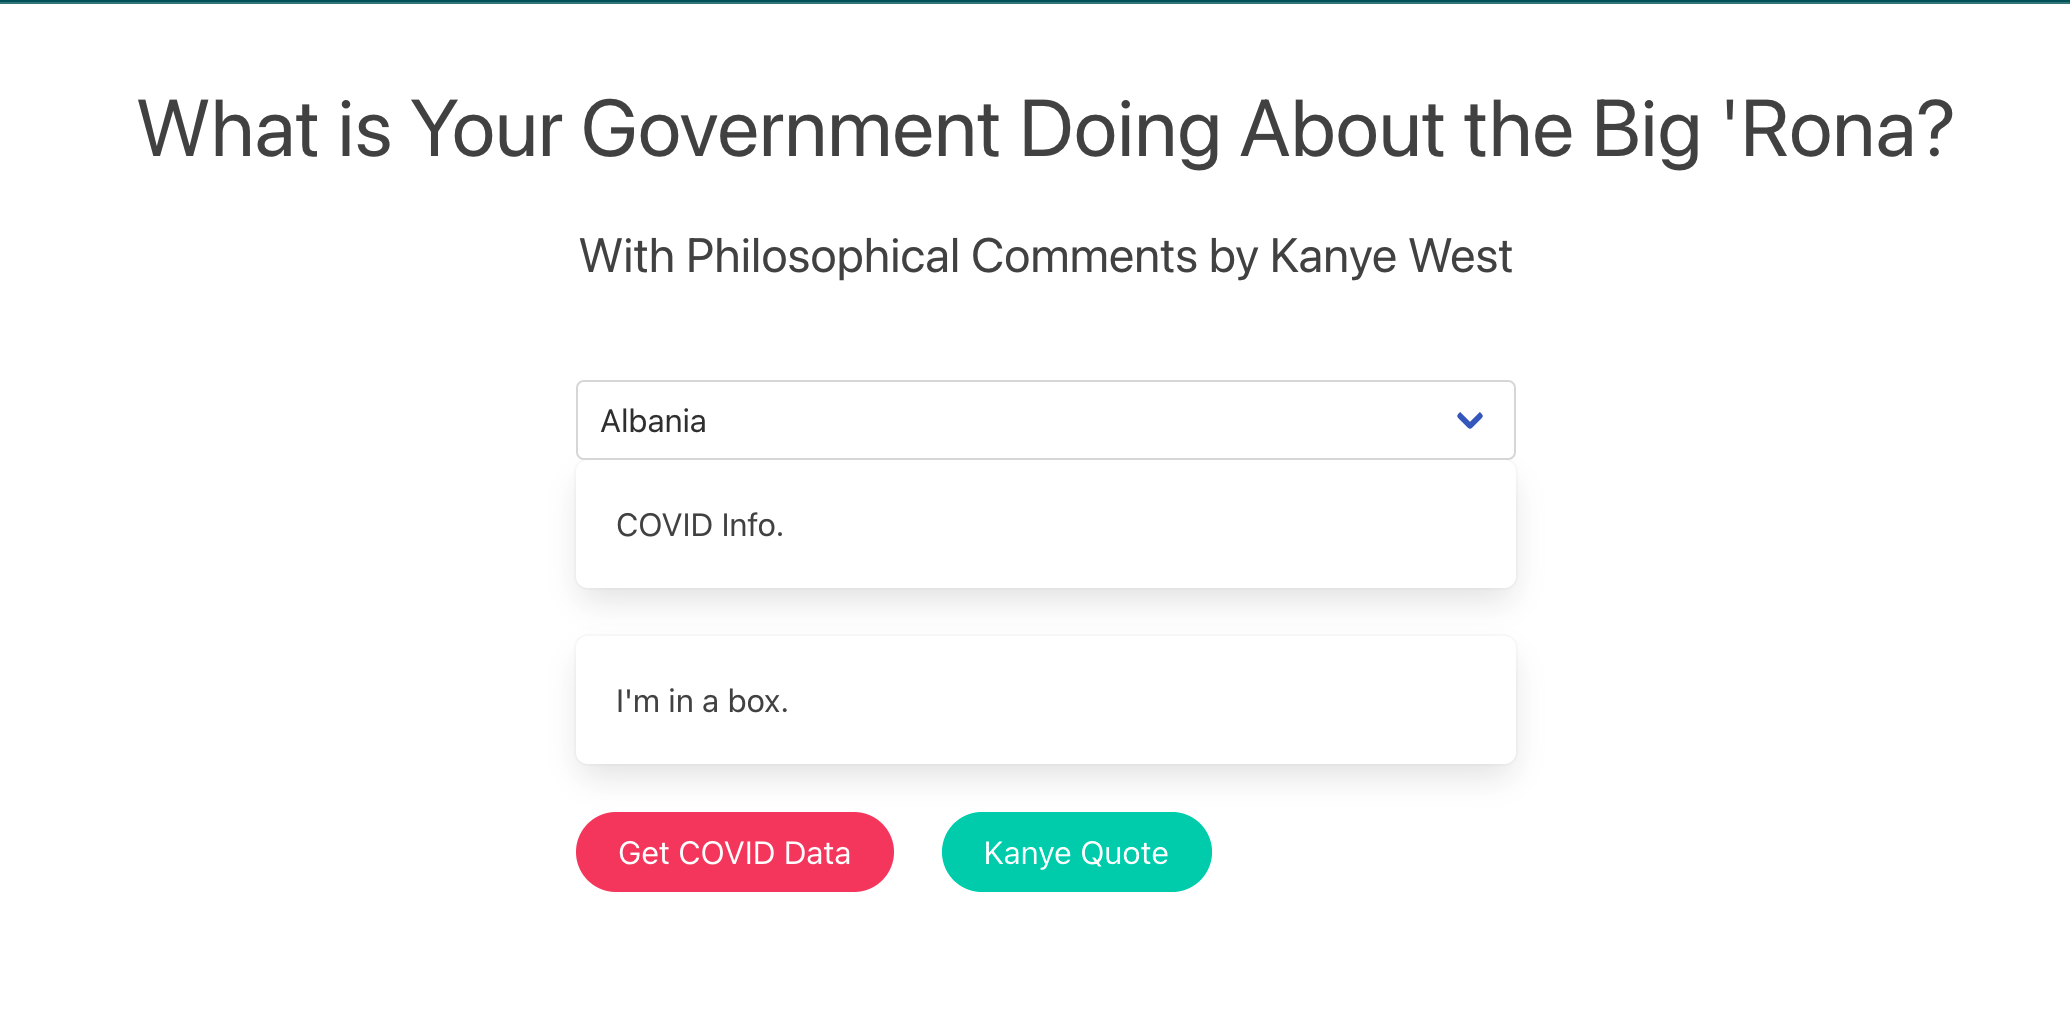 What is Your Government Doing About the Big 'Rona?
With Philosophical Comments by Kanye West
Albania
COVID Info.
I'm in a box.
Get COVID Data
Kanye Quote